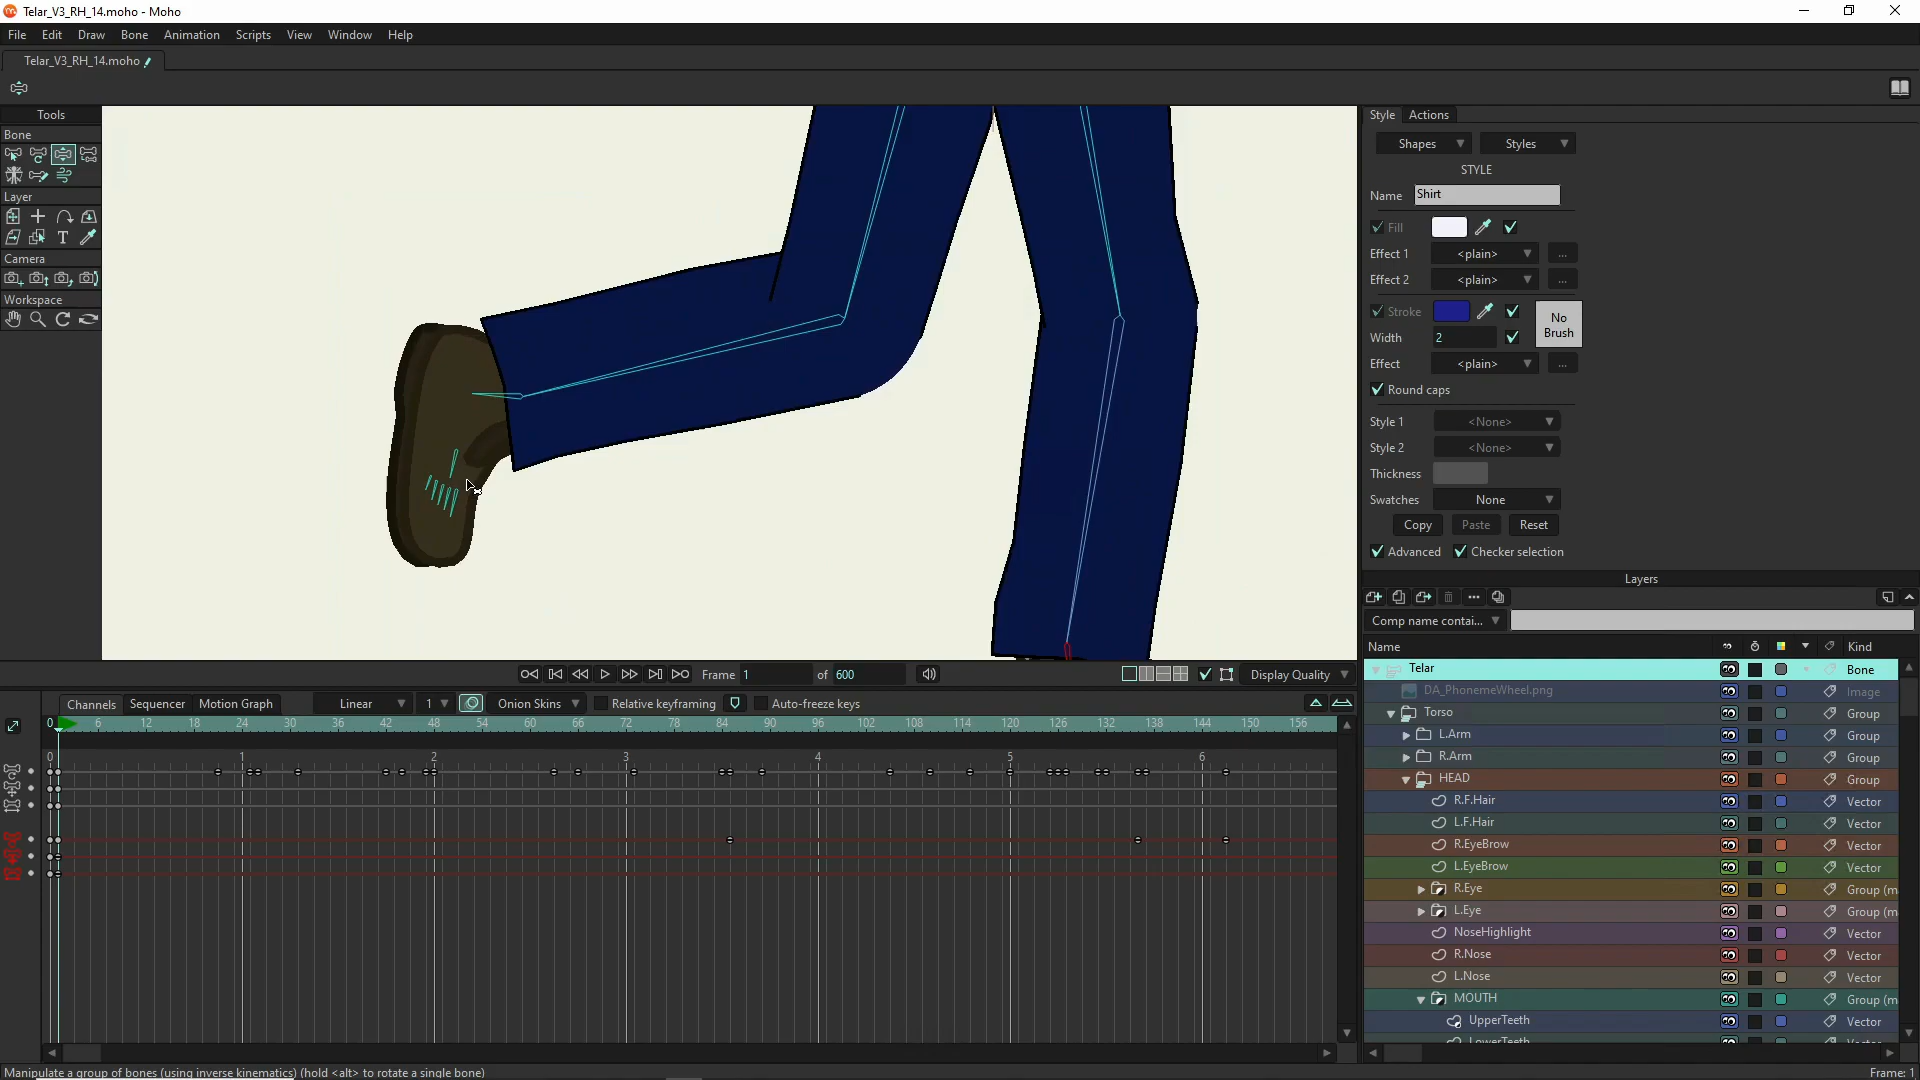 Telar_V3_RH_14.moho - Moho
File Edit Draw Bone Animation Scripts View Window Help
Telar_V3_RH_14.moho
Tools
Bone
Layer
T
Camera
Workspace
Style Actions
Shapes Styles
STYLE
Name Shirt
Fill
Effect 1 <plain> ...
Effect 2 <plain> ...
Stroke
No Brush
Width 2
Effect <plain> ...
Round caps
Style 1 <None>
Style 2 <None>
Thickness
Swatches None
Copy Paste Reset
Advanced Checker selection
Layers
Comp name contai...
Name Kind
Telar Bone
DA_PhonemeWheel.png Image
Torso Group
L.Arm Group
R.Arm Group
HEAD Group
R.F.Hair Vector
L.F.Hair Vector
R.EyeBrow Vector
L.EyeBrow Vector
R.Eye Group (m
L.Eye Group (m
NoseHighlight Vector
R.Nose Vector
L.Nose Vector
MOUTH Group (m
UpperTeeth Vector
LowerTeeth
Frame 1 of 600 Display Quality
Channels Sequencer Motion Graph Linear 1 Onion Skins Relative keyframing Auto-freeze keys
0 6 12 18 24 30 36 42 48 54 60 66 72 78 84 90 96 102 108 114 120 126 132 138 144 150 156
0 1 2 3 4 5 6
Manipulate a group of bones (using inverse kinematics) (hold <alt> to rotate a single bone)
Frame: 1